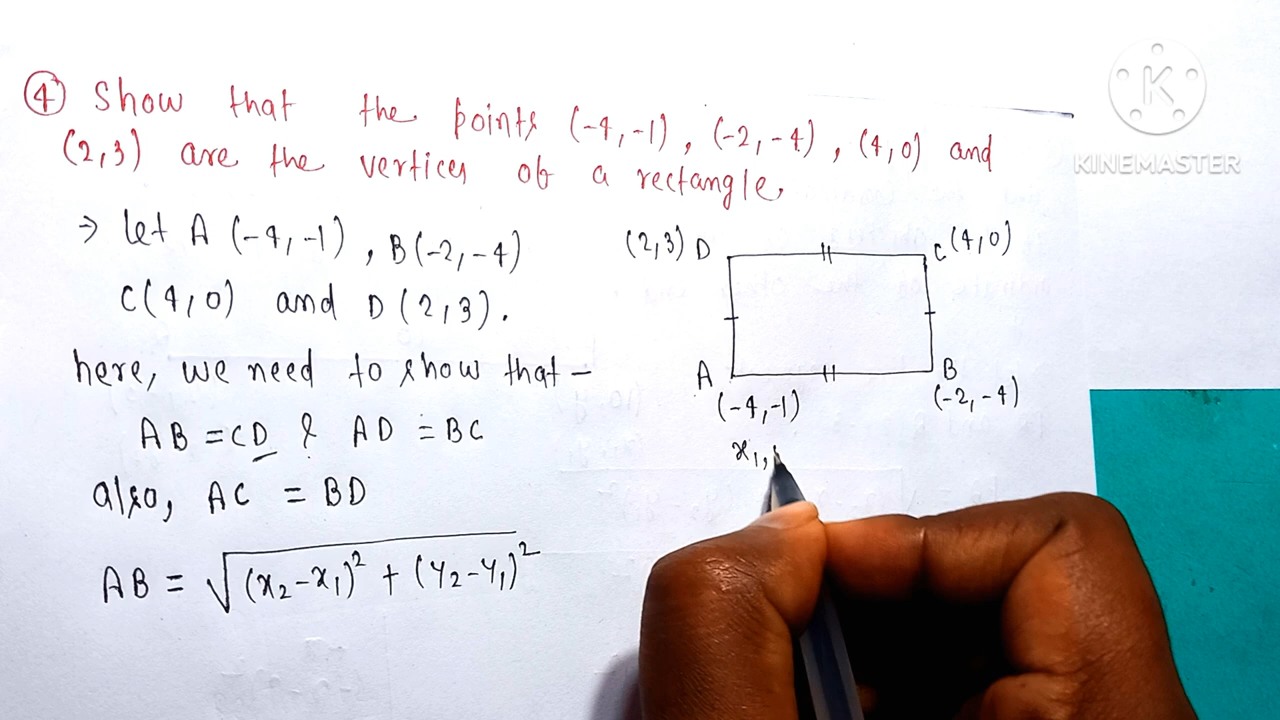 ④ Show that the points (-4,-1), (-2,-4), (4,0) and
(2,3) are the vertices of a rectangle.
→ let A (-4,-1), B(-2,-4)
C(4,0) and D(2,3).
here, we need to show that -
AB = CD & AD = BC
also, AC = BD
AB = √(x₂-x₁)² + (y₂-y₁)²
(2,3) D
C (4,0)
A
B
(-4,-1)
(-2,-4)
x₁,
K
KINEMASTER